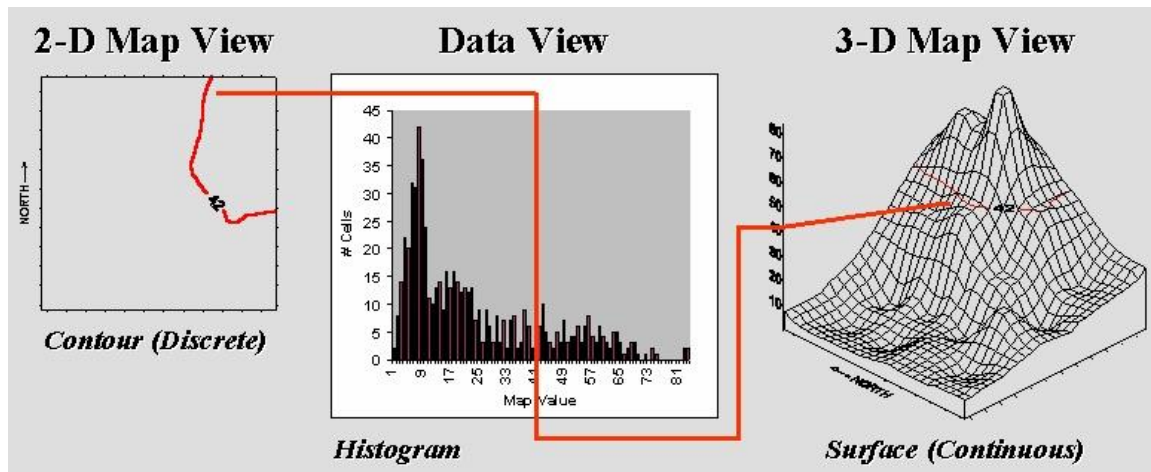 2-D Map View
NORTH
42
Contour (Discrete)
Data View
# Cells
45
40
35
30
25
20
15
10
5
0
1 9 17 25 33 41 49 57 65 73 81
Map Value
Histogram
3-D Map View
80
70
60
50
40
30
20
10
42
NORTH
Surface (Continuous)